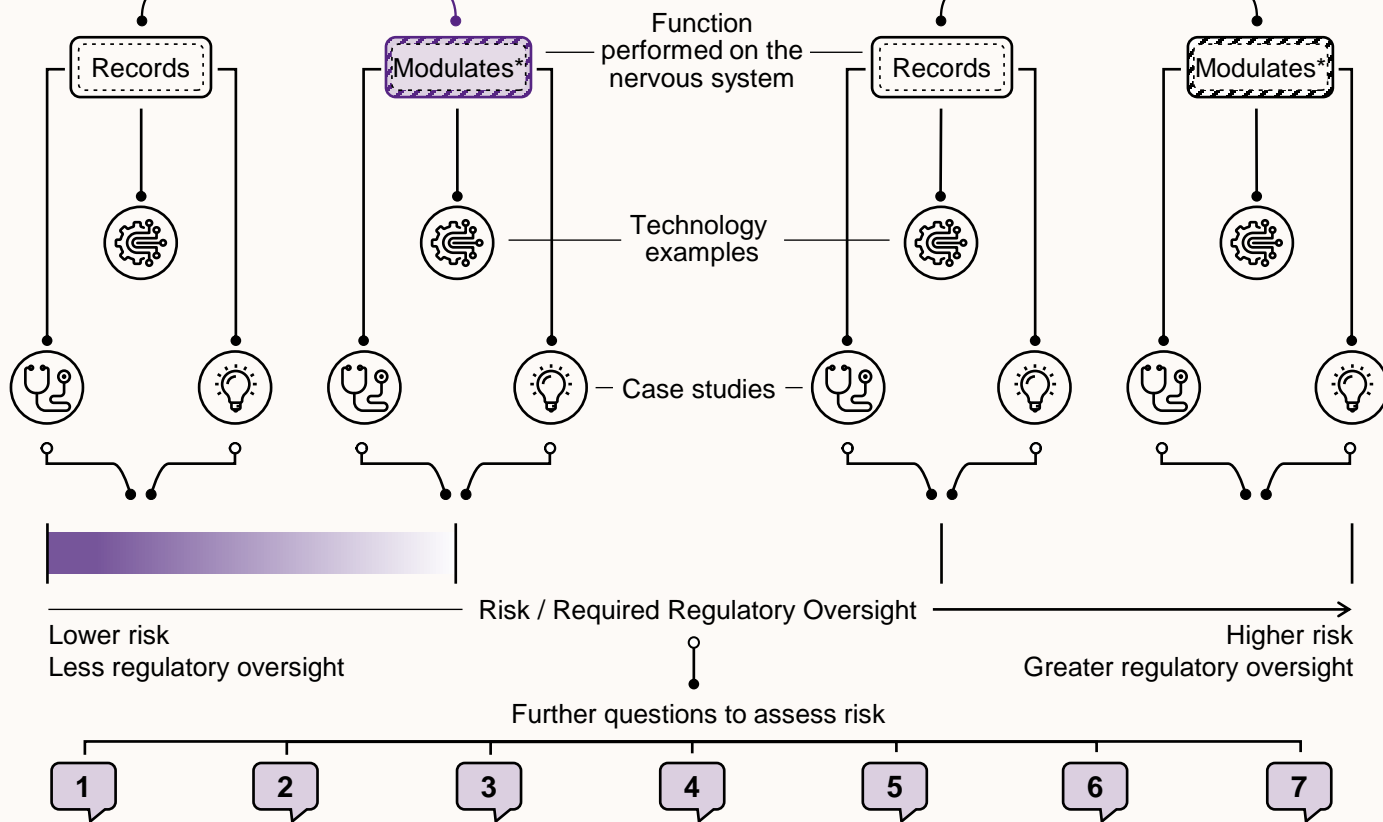 Function
performed on the
nervous system
Records
Modulates*
Records
Modulates*
Technology
examples
Case studies
Risk / Required Regulatory Oversight
Lower risk
Less regulatory oversight
Higher risk
Greater regulatory oversight
Further questions to assess risk
1
2
3
4
5
6
7